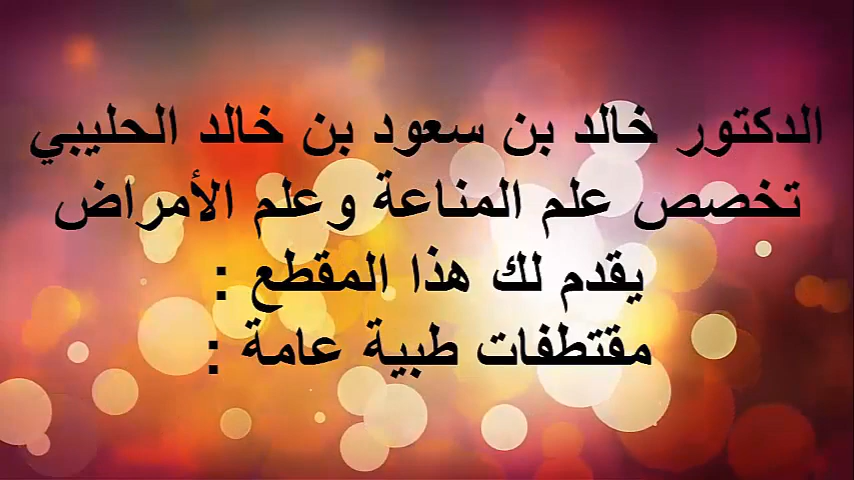 الدكتور خالد بن سعود بن خالد الحليبي
تخصص علم المناعة وعلم الأمراض
يقدم لك هذا المقطع :
مقتطفات طبية عامة :